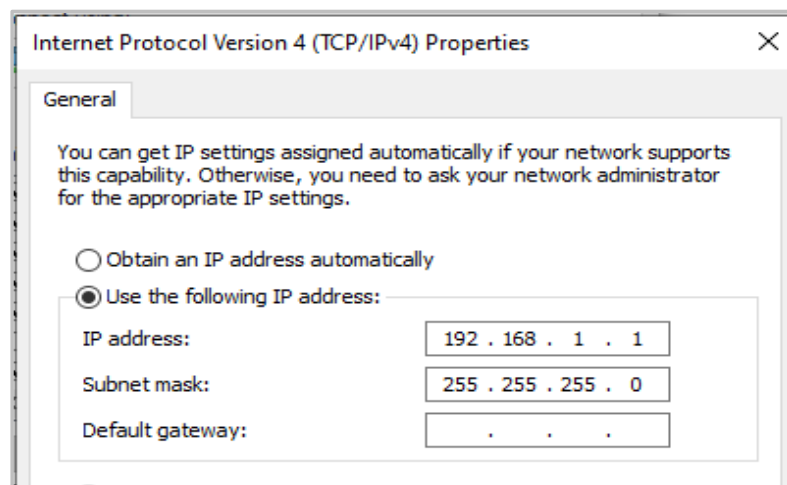 Internet Protocol Version 4 (TCP/IPv4) Properties
General
You can get IP settings assigned automatically if your network supports
this capability. Otherwise, you need to ask your network administrator
for the appropriate IP settings.
Obtain an IP address automatically
Use the following IP address:
IP address: 192 . 168 . 1 . 1
Subnet mask: 255 . 255 . 255 . 0
Default gateway: . . .